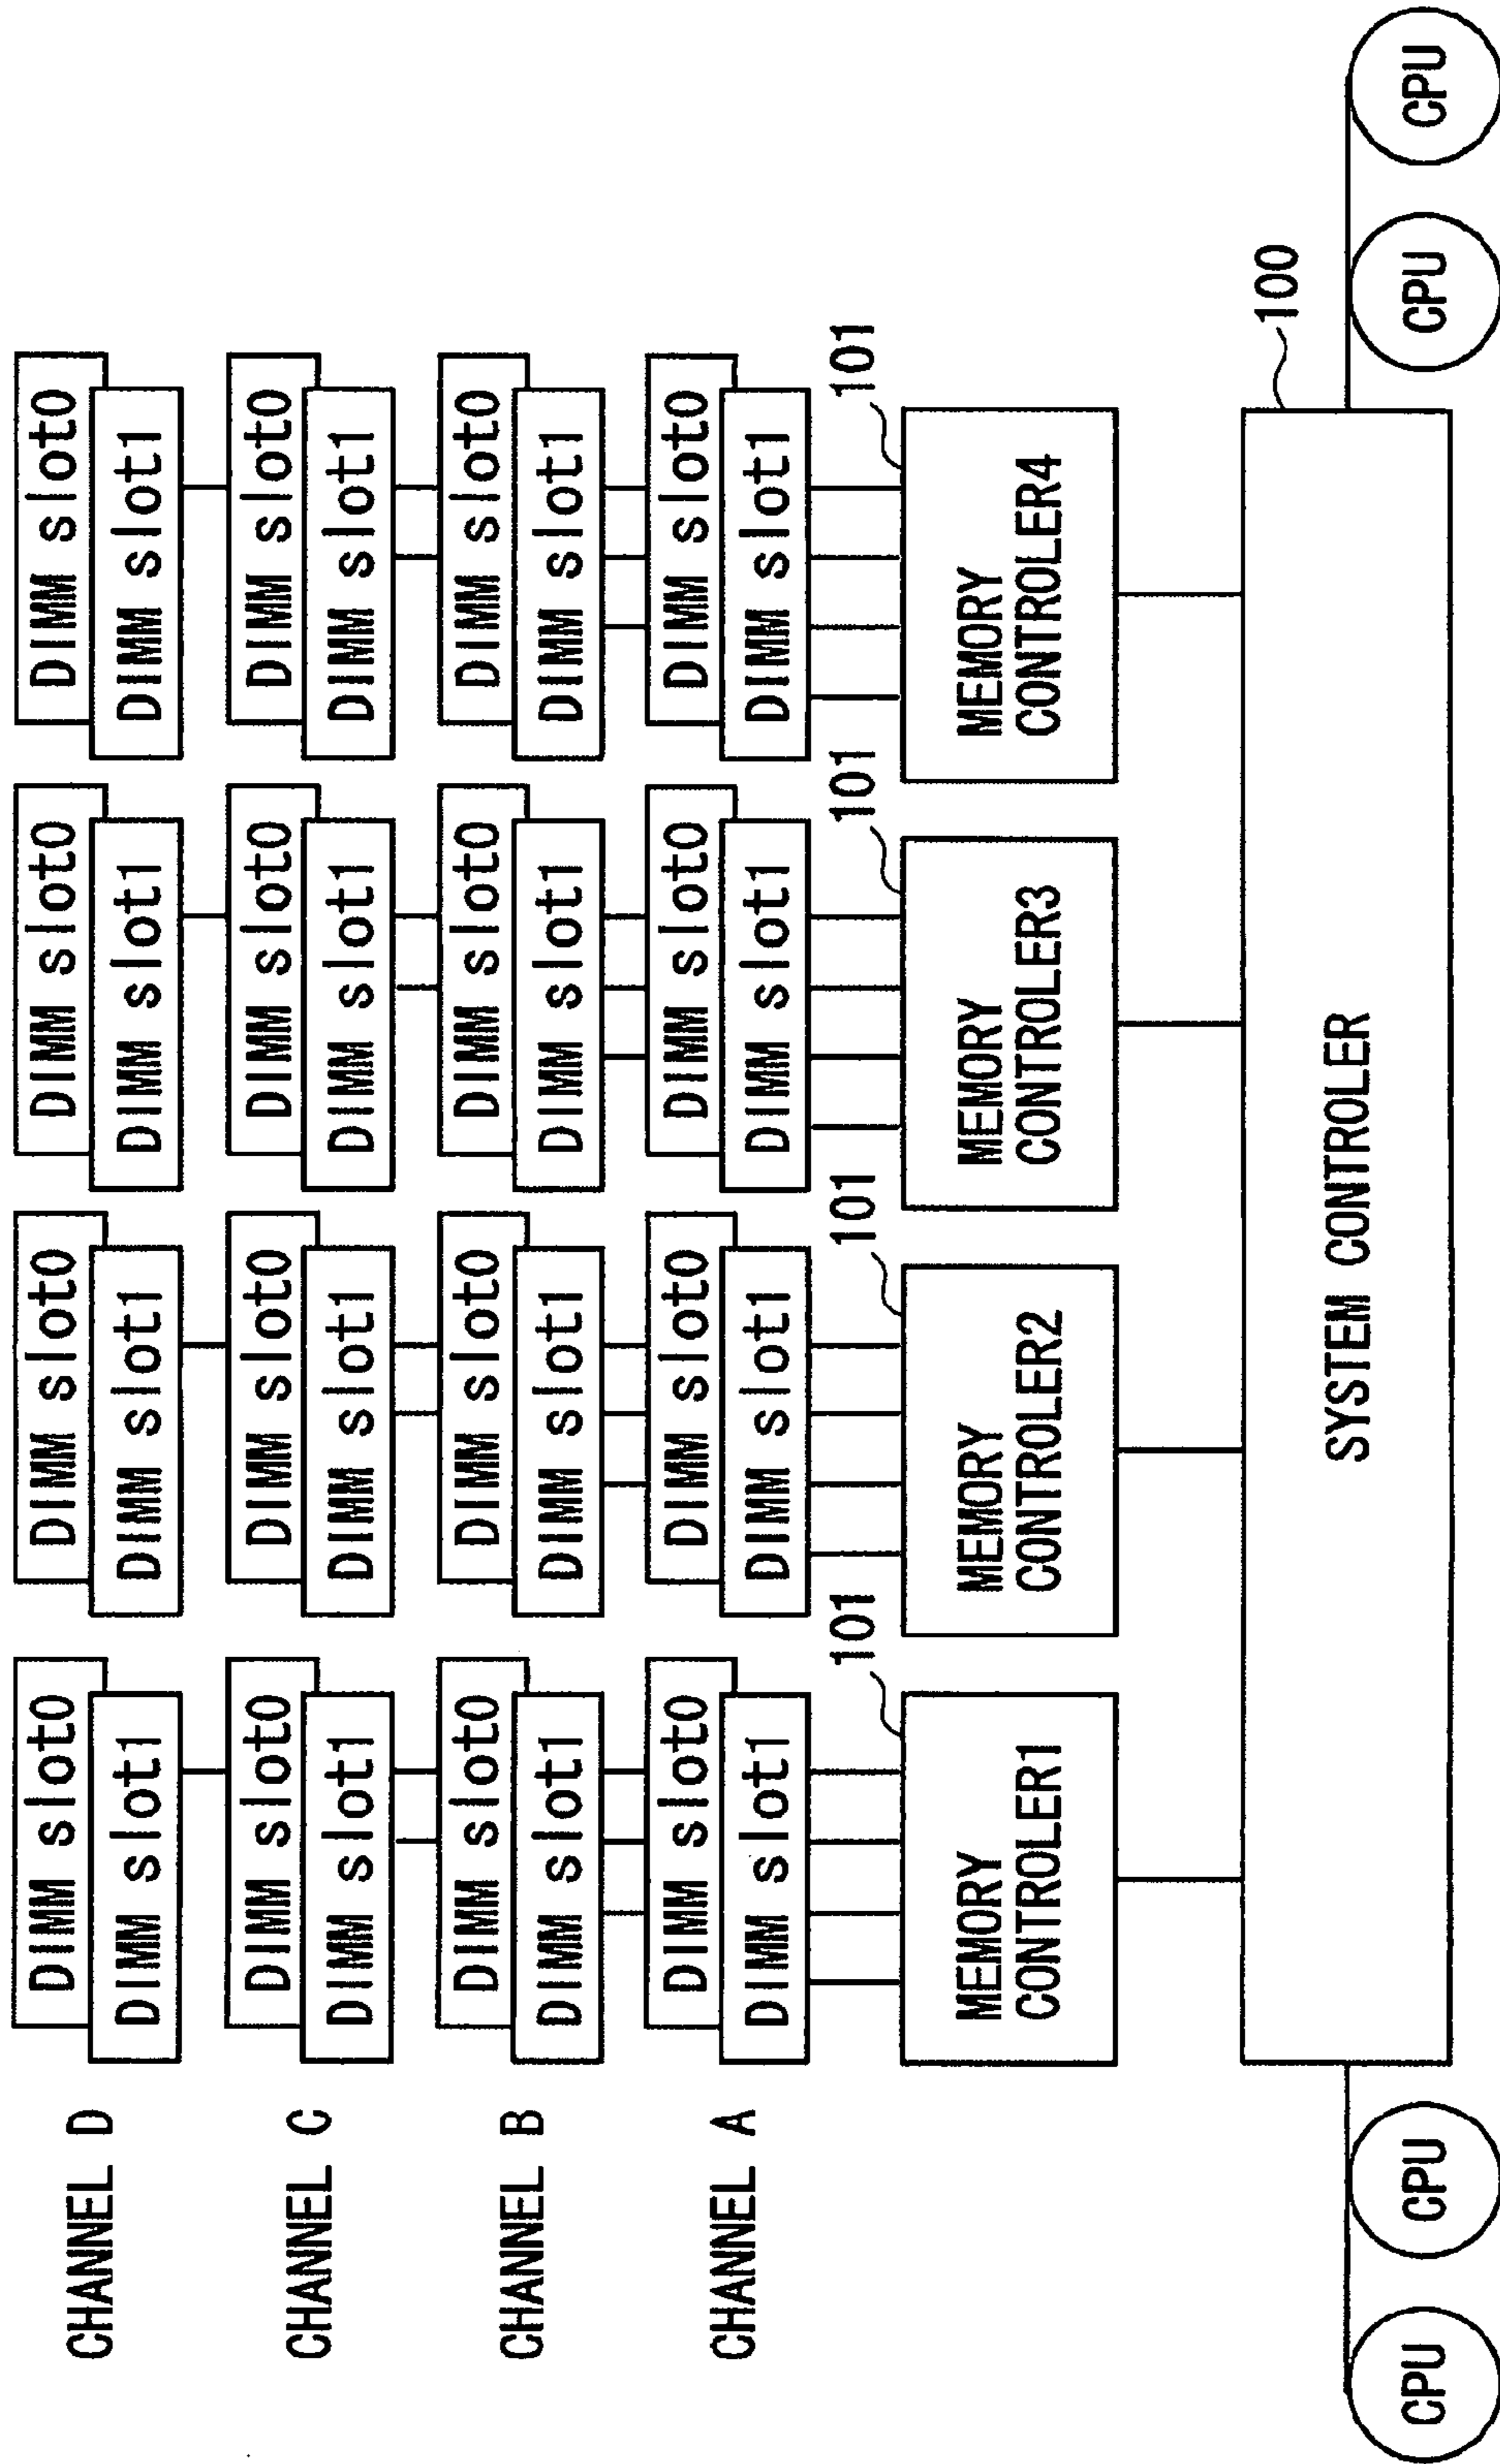 CHANNEL D
DIMM slot0
DIMM slot1
DIMM slot0
DIMM slot1
DIMM slot0
DIMM slot1
DIMM slot0
DIMM slot1
CHANNEL C
DIMM slot0
DIMM slot1
DIMM slot0
DIMM slot1
DIMM slot0
DIMM slot1
DIMM slot0
DIMM slot1
CHANNEL B
DIMM slot0
DIMM slot1
DIMM slot0
DIMM slot1
DIMM slot0
DIMM slot1
DIMM slot0
DIMM slot1
CHANNEL A
DIMM slot0
DIMM slot1
DIMM slot0
DIMM slot1
DIMM slot0
DIMM slot1
DIMM slot0
DIMM slot1
101
101
101
101
MEMORY
CONTROLER1
MEMORY
CONTROLER2
MEMORY
CONTROLER3
MEMORY
CONTROLER4
100
SYSTEM CONTROLER
CPU
CPU
CPU
CPU